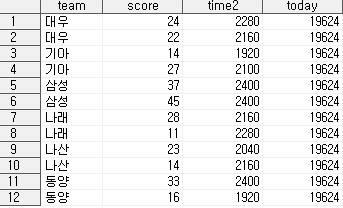 team score time2 today
1 대우 24 2280 19624
2 대우 22 2160 19624
3 기아 14 1920 19624
4 기아 27 2100 19624
5 삼성 37 2400 19624
6 삼성 45 2400 19624
7 나래 28 2160 19624
8 나래 11 2280 19624
9 나산 23 2040 19624
10 나산 14 2160 19624
11 동양 33 2400 19624
12 동양 16 1920 19624